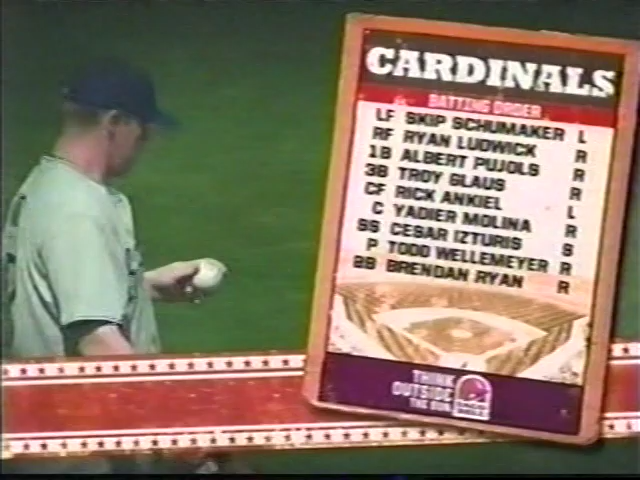 CARDINALS
BATTING ORDER
LF SKIP SCHUMAKER L
RF RYAN LUDWICK R
1B ALBERT PUJOLS R
3B TROY GLAUS R
CF RICK ANKIEL L
C YADIER MOLINA R
SS CESAR IZTURIS S
P TODD WELLEMEYER R
2B BRENDAN RYAN R
THINK
OUTSIDE
THE BUN.